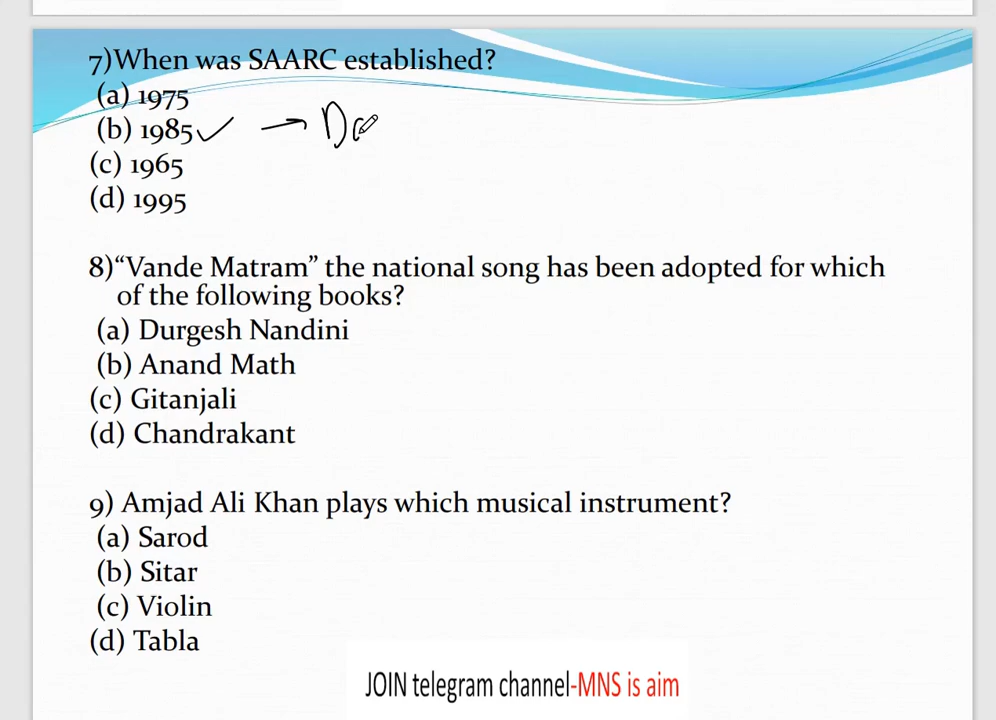 7)When was SAARC established?
(a) 1975
(b) 1985 ✓ →
(c) 1965
(d) 1995
8)“Vande Matram” the national song has been adopted for which
of the following books?
(a) Durgesh Nandini
(b) Anand Math
(c) Gitanjali
(d) Chandrakant
9) Amjad Ali Khan plays which musical instrument?
(a) Sarod
(b) Sitar
(c) Violin
(d) Tabla
JOIN telegram channel-MNS is aim